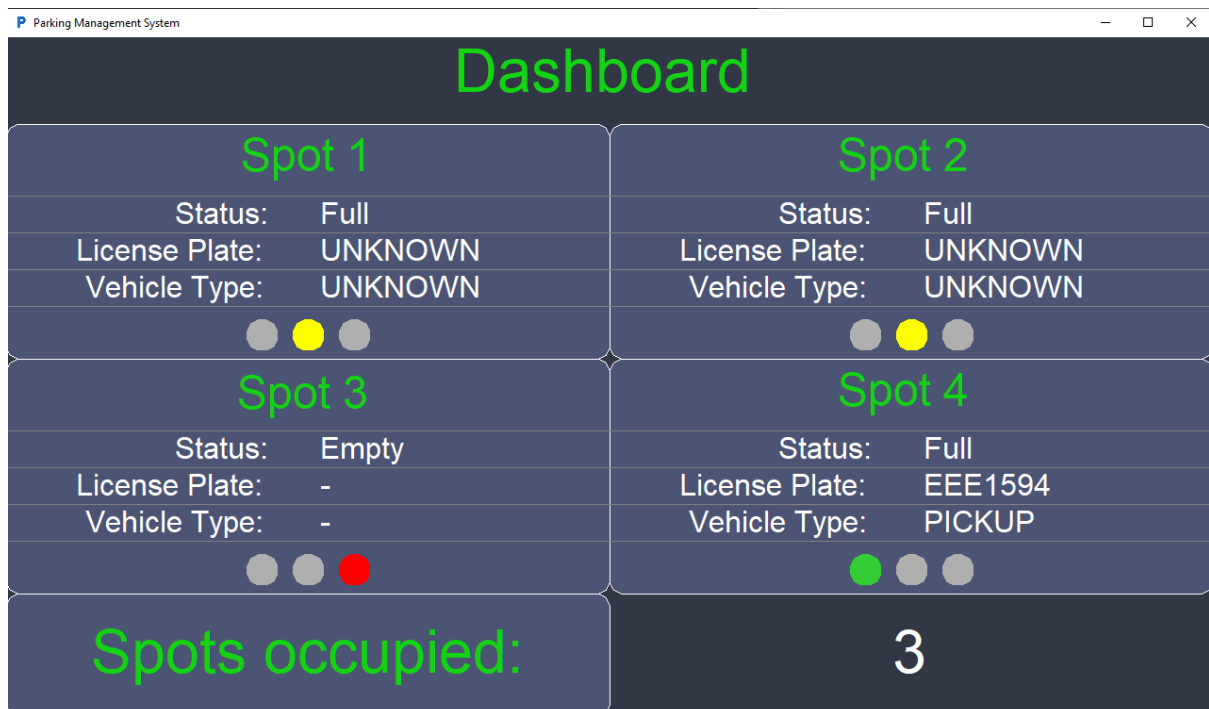 Parking Management System
Dashboard
Spot 1
Status: Full
License Plate: UNKNOWN
Vehicle Type: UNKNOWN
Spot 2
Status: Full
License Plate: UNKNOWN
Vehicle Type: UNKNOWN
Spot 3
Status: Empty
License Plate: -
Vehicle Type: -
Spot 4
Status: Full
License Plate: EEE1594
Vehicle Type: PICKUP
Spots occupied: 3